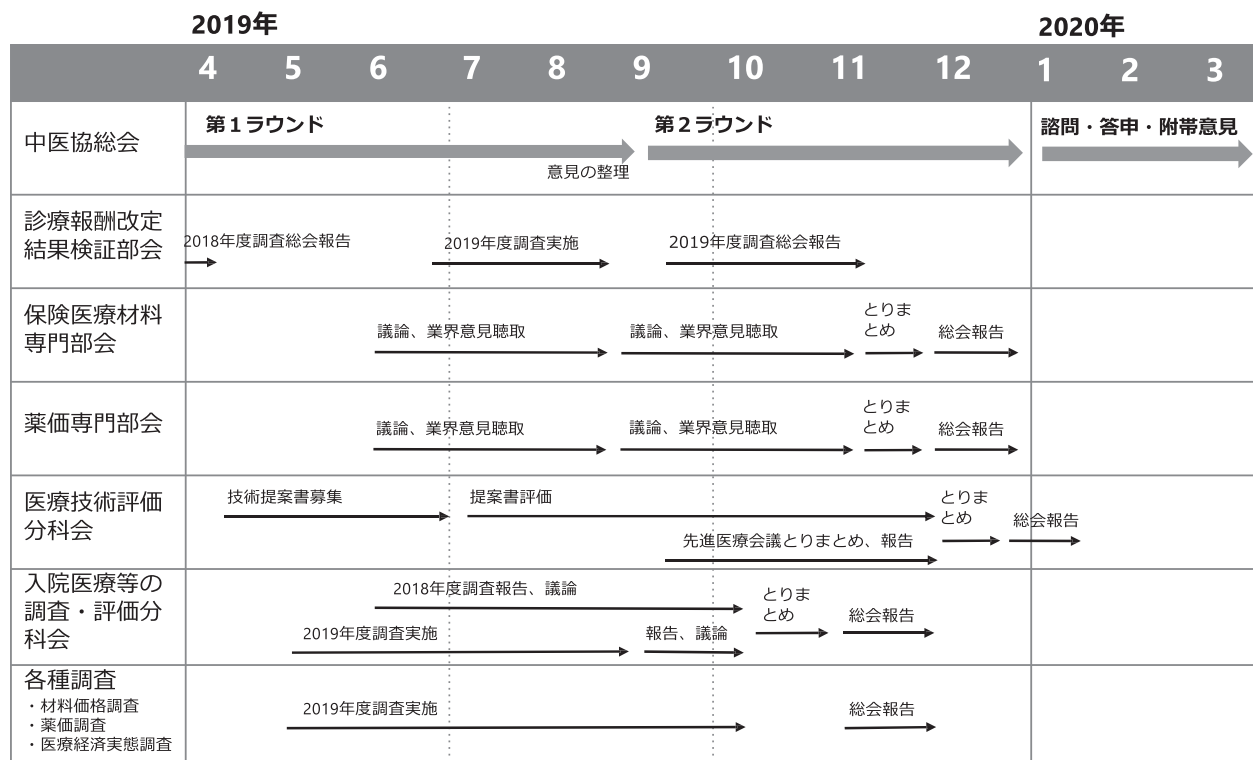 2019年
2020年
4 5 6 7 8 9 10 11 12 1 2 3
中医協総会
第1ラウンド
意見の整理
第2ラウンド
諮問・答申・附帯意見
診療報酬改定
結果検証部会
2018年度調査総会報告
2019年度調査実施
2019年度調査総会報告
保険医療材料
専門部会
議論、業界意見聴取
議論、業界意見聴取
とりま
とめ
総会報告
薬価専門部会
議論、業界意見聴取
議論、業界意見聴取
とりま
とめ
総会報告
医療技術評価
分科会
技術提案書募集
提案書評価
先進医療会議とりまとめ、報告
とりま
とめ
総会報告
入院医療等の
調査・評価分
科会
2018年度調査報告、議論
2019年度調査実施
報告、議論
とりま
とめ
総会報告
各種調査
・材料価格調査
・薬価調査
・医療経済実態調査
2019年度調査実施
総会報告